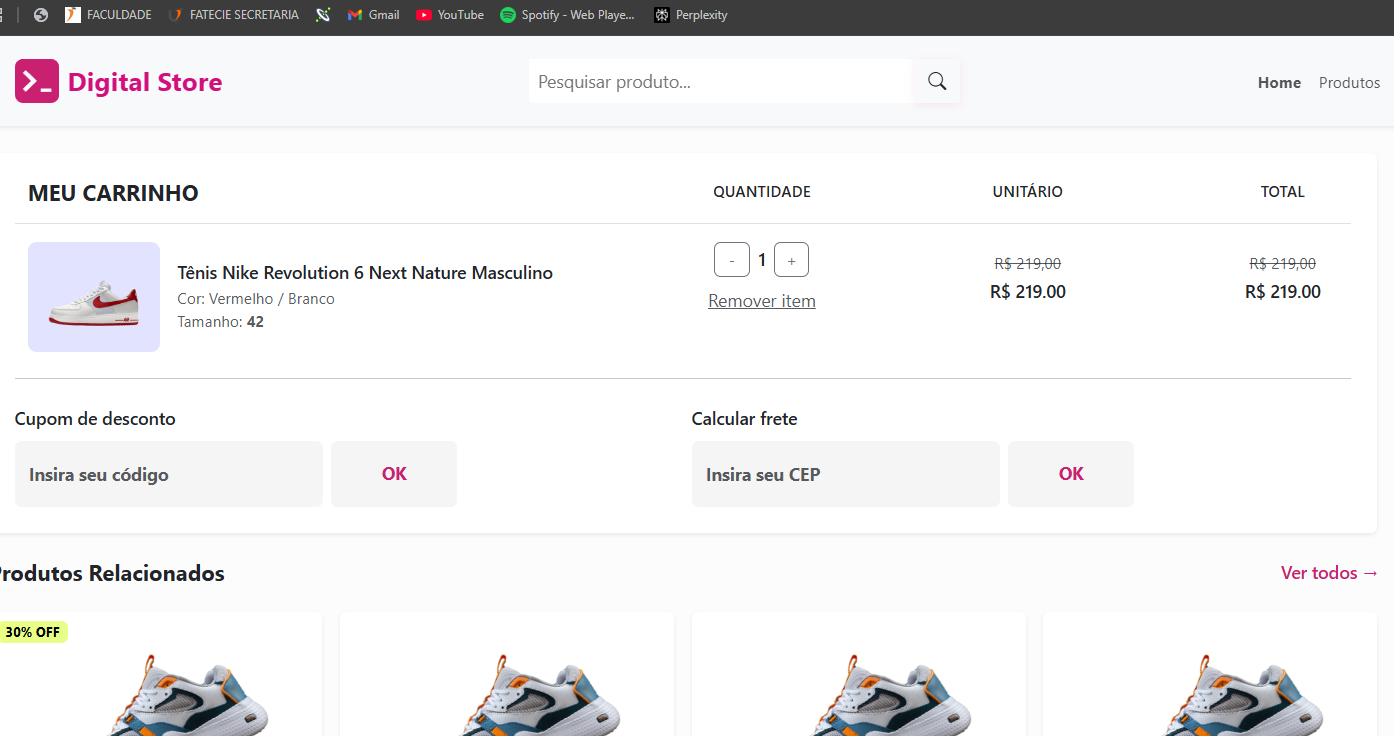 FACULDADE FATECIE SECRETARIA Gmail YouTube Spotify - Web Playe... Perplexity
Digital Store Pesquisar produto... Home Produtos
MEU CARRINHO QUANTIDADE UNITÁRIO TOTAL
- 1 +
R$ 219,00 R$ 219,00
Tênis Nike Revolution 6 Next Nature Masculino
R$ 219.00 R$ 219.00
Cor: Vermelho / Branco
Remover item
Tamanho: 42
Cupom de desconto Calcular frete
Insira seu código OK Insira seu CEP OK
Produtos Relacionados Ver todos →
30% OFF